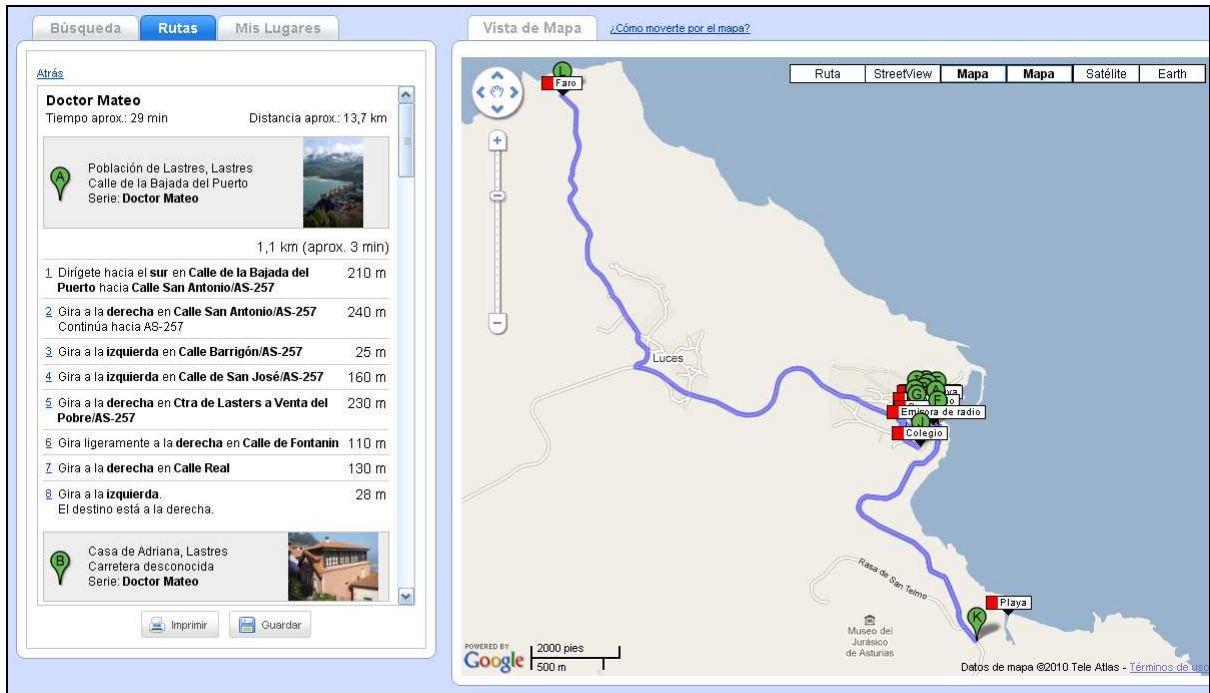 Búsqueda
Rutas
Mis Lugares
Atrás
Doctor Mateo
Tiempo aprox.: 29 min Distancia aprox.: 13,7 km
A
Población de Lastres, Lastres
Calle de la Bajada del Puerto
Serie: Doctor Mateo
1,1 km (aprox. 3 min)
1 Dirígete hacia el sur en Calle de la Bajada del 210 m
Puerto hacia Calle San Antonio/AS-257
2 Gira a la derecha en Calle San Antonio/AS-257 240 m
Continúa hacia AS-257
3 Gira a la izquierda en Calle Barrigón/AS-257 25 m
4 Gira a la izquierda en Calle de San José/AS-257 160 m
5 Gira a la derecha en Ctra de Lasters a Venta del 230 m
Pobre/AS-257
6 Gira ligeramente a la derecha en Calle de Fontanin 110 m
7 Gira a la derecha en Calle Real 130 m
8 Gira a la izquierda. 28 m
El destino está a la derecha.
B
Casa de Adriana, Lastres
Carretera desconocida
Serie: Doctor Mateo
Imprimir
Guardar
Vista de Mapa
¿Cómo moverte por el mapa?
Ruta
StreetView
Mapa
Mapa
Satélite
Earth
L
Faro
Luces
G
A
F
Emisora de radio
J
Colegio
Rasa de San Telmo
Playa
K
Museo del
Jurásico
de Asturias
POWERED BY
Google
2000 pies
500 m
Datos de mapa ©2010 Tele Atlas - Términos de uso